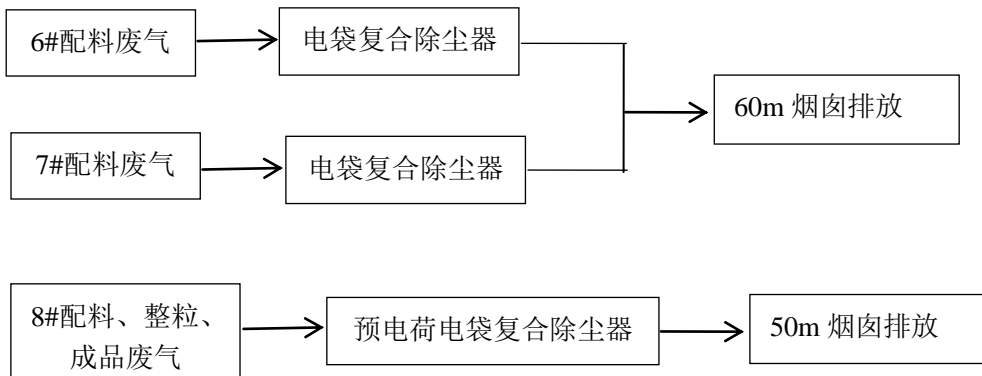 6#配料废气
电袋复合除尘器
60m 烟囱排放
7#配料废气
电袋复合除尘器
8#配料、整粒、
成品废气
预电荷电袋复合除尘器
50m 烟囱排放